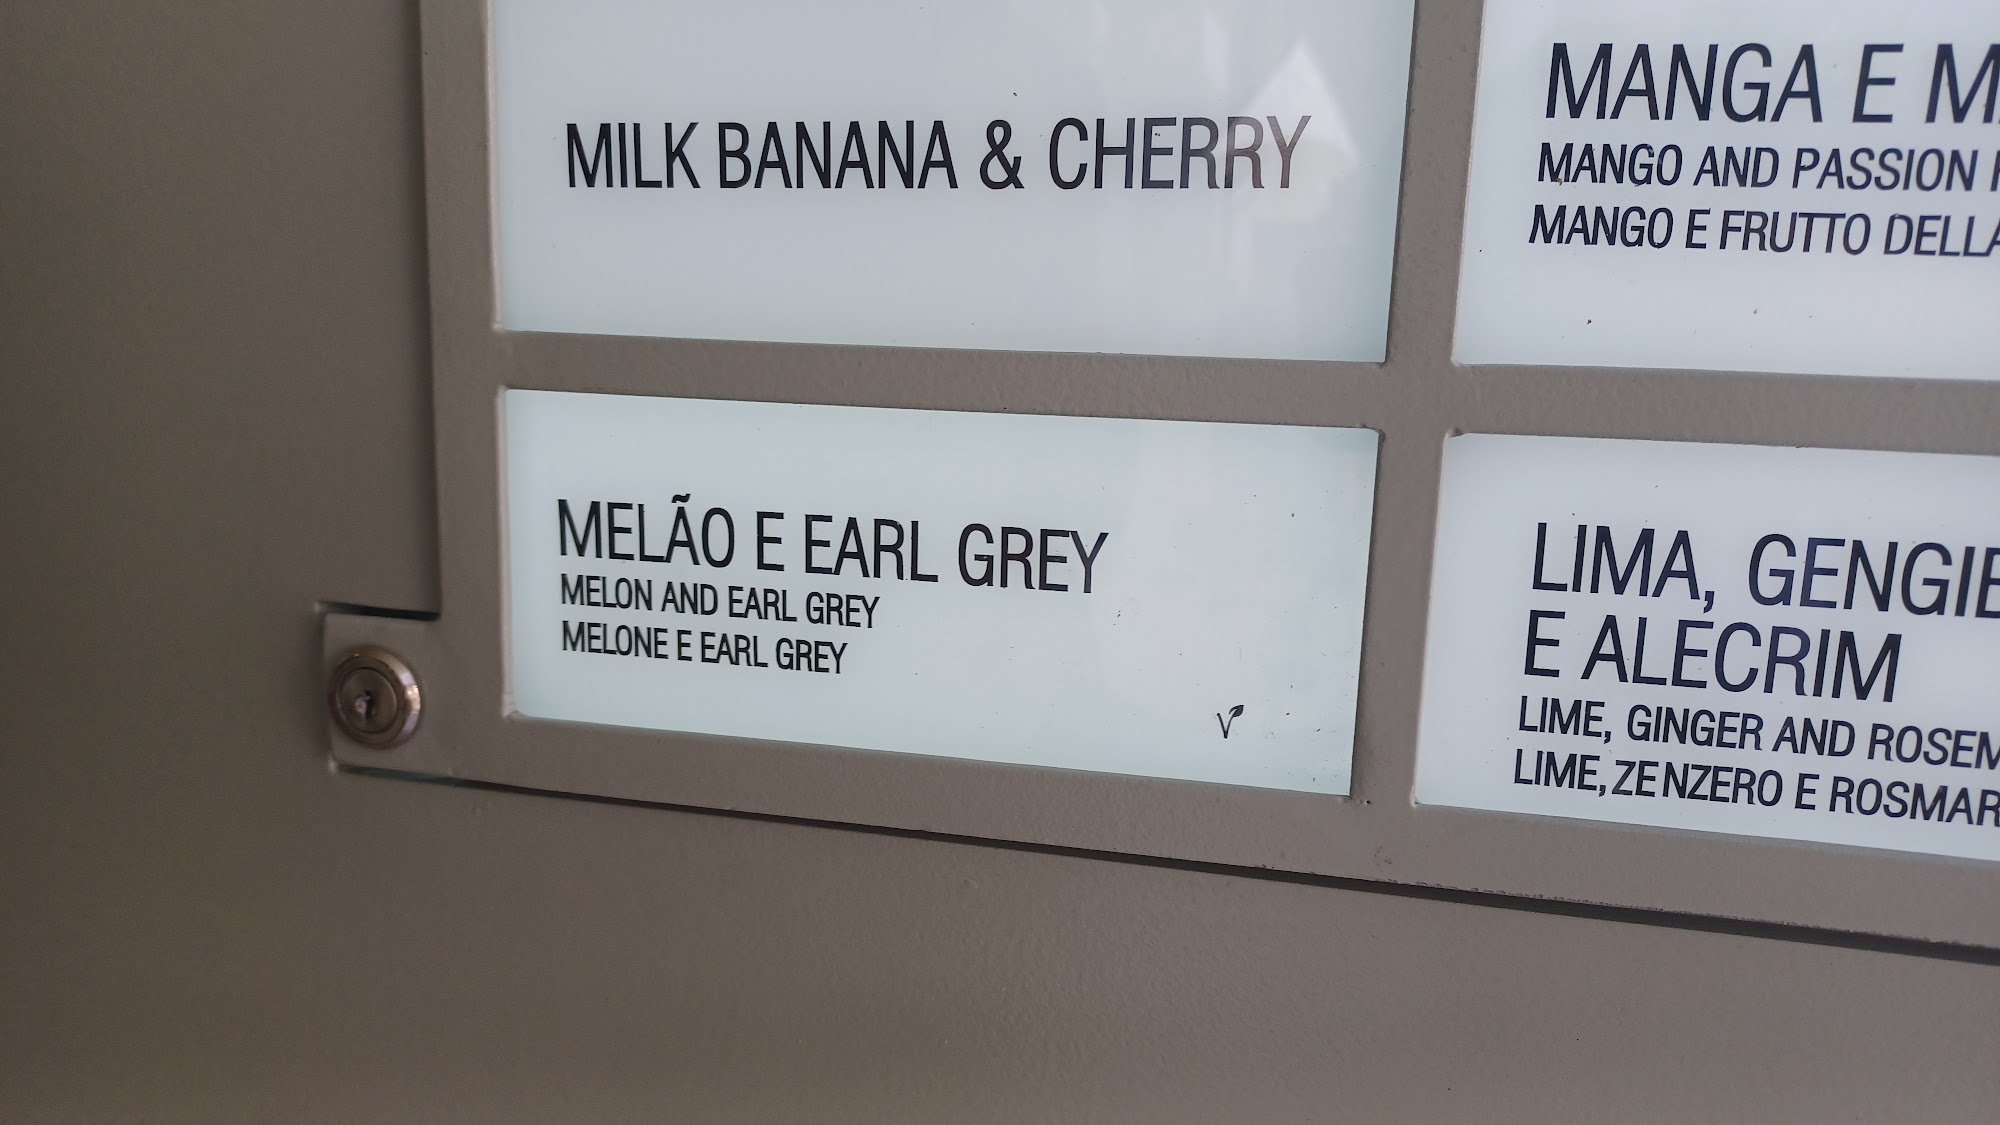 MILK BANANA & CHERRY
MANGA E
MANGO AND PASSION
MANGO E FRUTTO DELLA
MELÃO E EARL GREY
MELON AND EARL GREY
MELONE E EARL GREY
V
LIMA,
E ALECRIM
LIME, GINGER AND
LIME, ZENZERO E